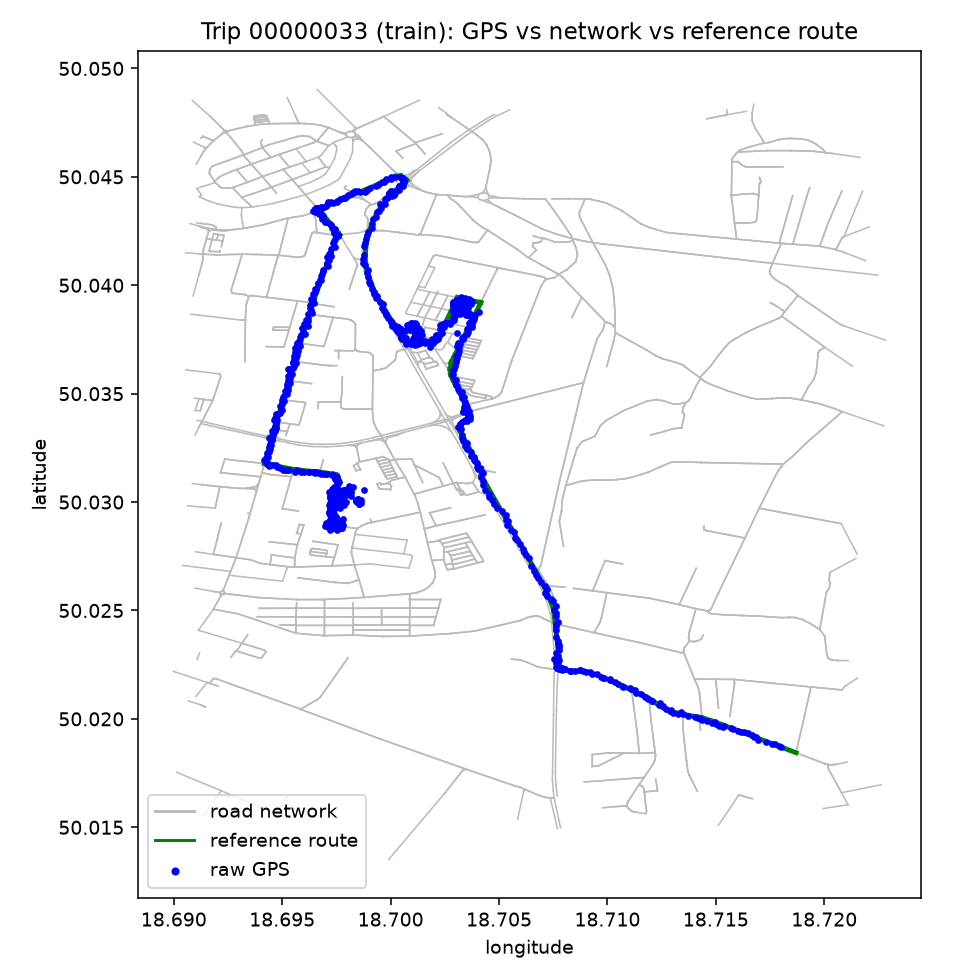 Trip 00000033 (train): GPS vs network vs reference route
50.050
50.045
50.040
50.035
50.030
50.025
50.020
50.015
latitude
road network
reference route
raw GPS
18.690 18.695 18.700 18.705 18.710 18.715 18.720
longitude